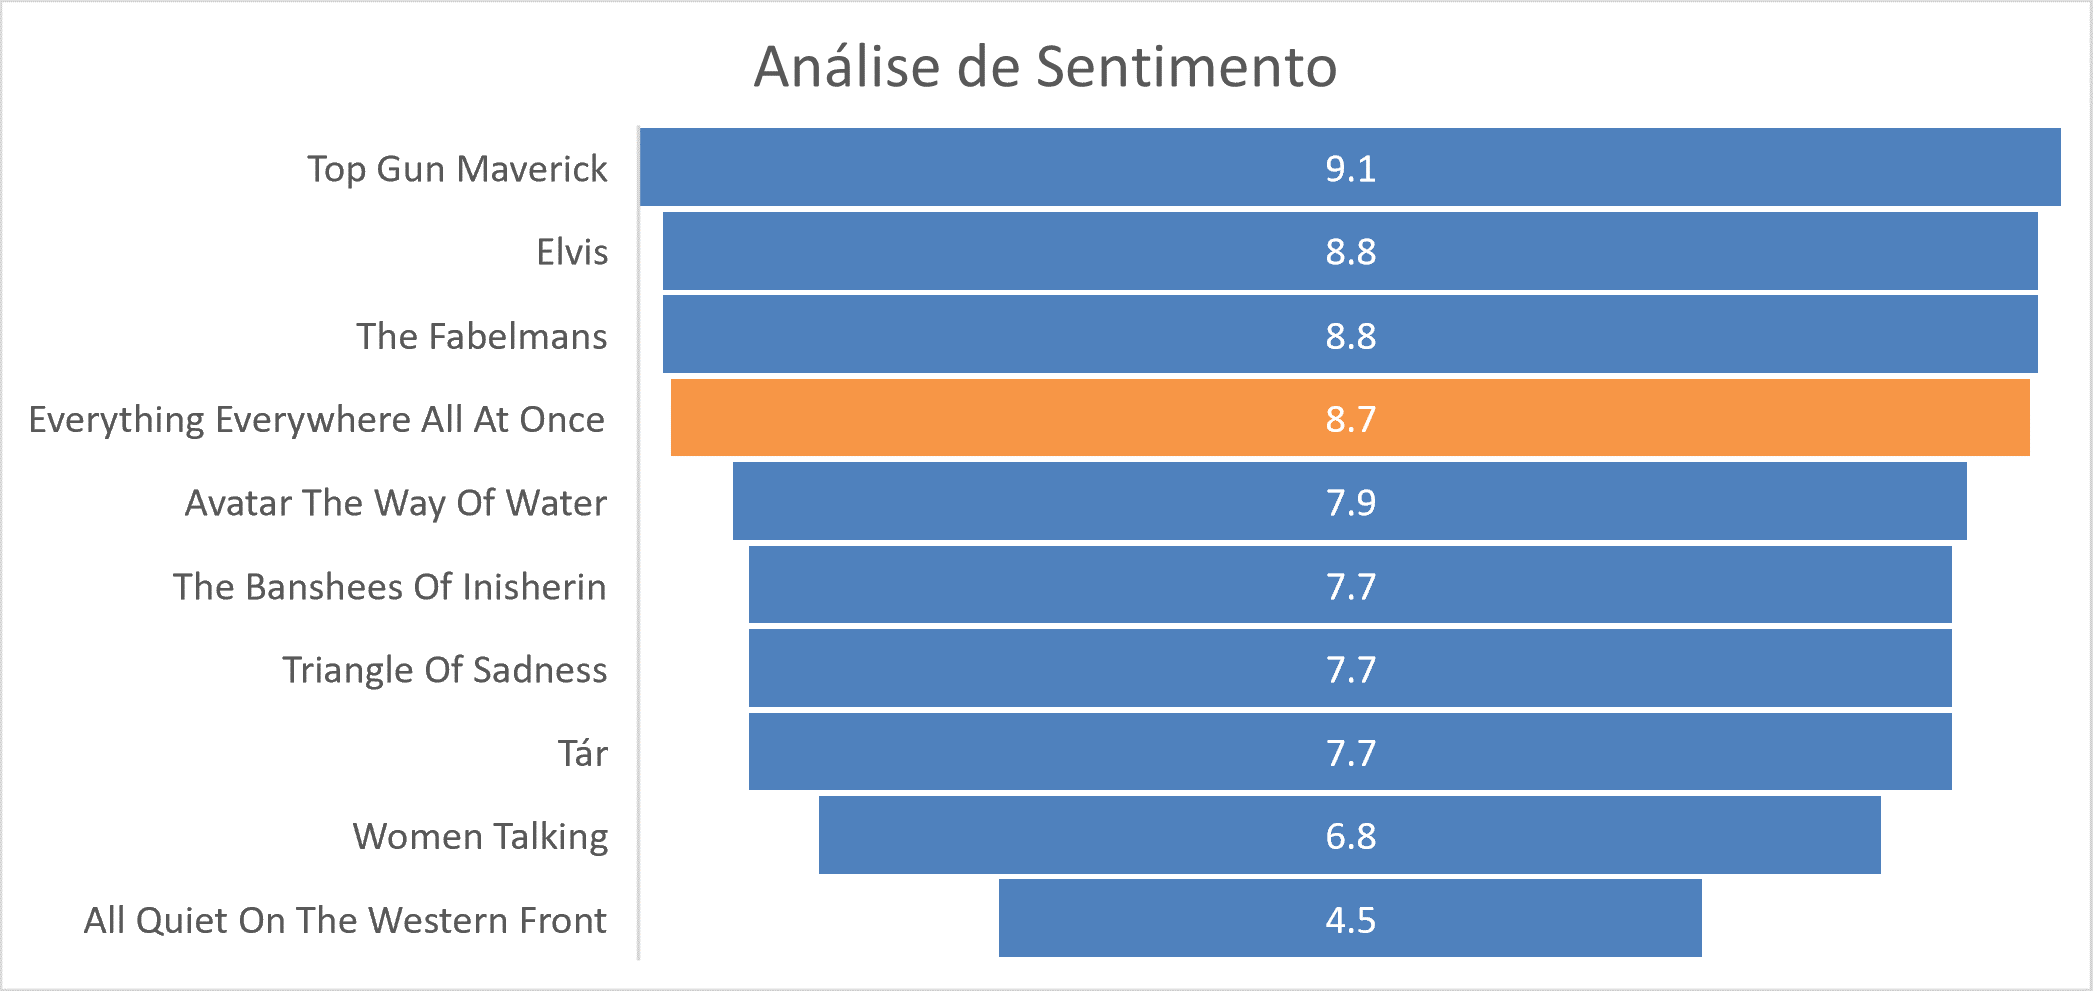 Análise de Sentimento
Top Gun Maverick 9.1
Elvis 8.8
The Fabelmans 8.8
Everything Everywhere All At Once 8.7
Avatar The Way Of Water 7.9
The Banshees Of Inisherin 7.7
Triangle Of Sadness 7.7
Tár 7.7
Women Talking 6.8
All Quiet On The Western Front 4.5